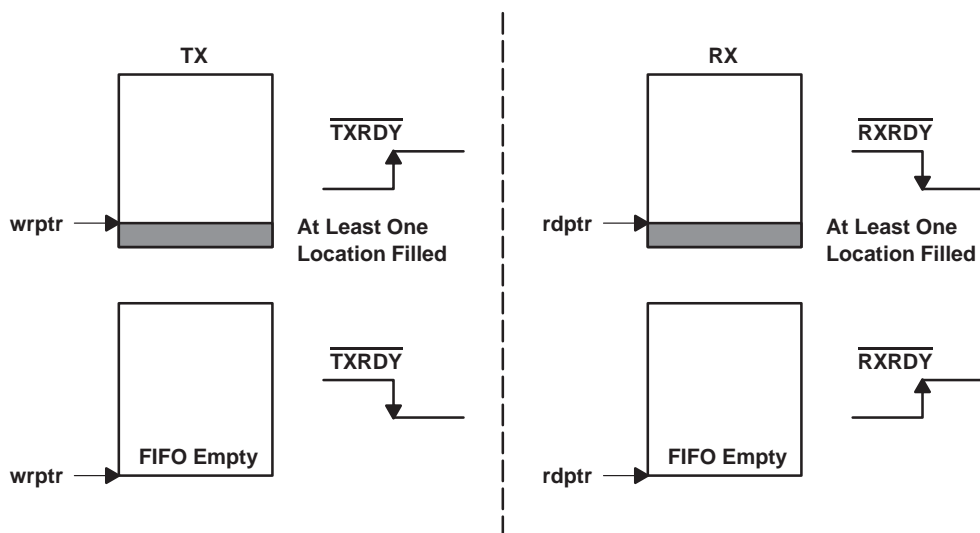 TX
TXRDY
wrptr
At Least One
Location Filled
TXRDY
FIFO Empty
wrptr
RX
RXRDY
rdptr
At Least One
Location Filled
RXRDY
FIFO Empty
rdptr